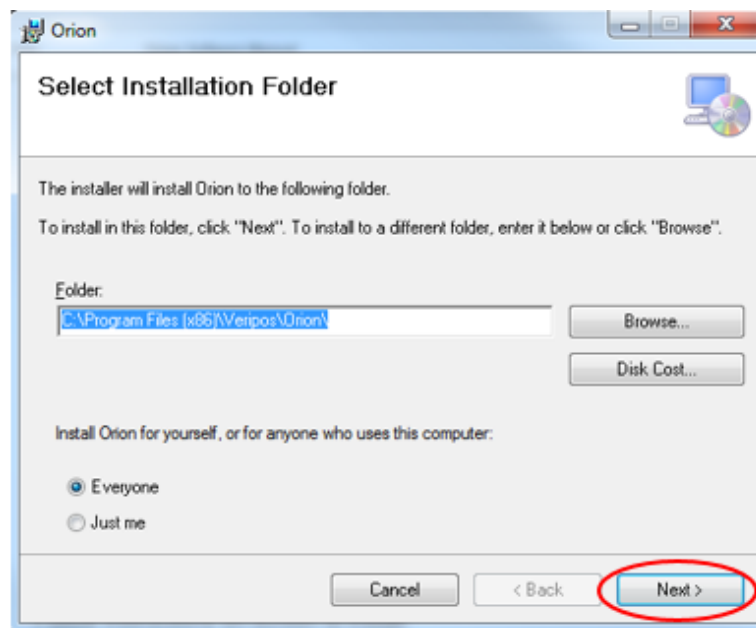 Orion
Select Installation Folder
The installer will install Orion to the following folder.
To install in this folder, click "Next". To install to a different folder, enter it below or click "Browse".
Folder:
C:\Program Files (x86)\Veripos\Orion\
Browse...
Disk Cost...
Install Orion for yourself, or for anyone who uses this computer:
Everyone
Just me
Cancel
< Back
Next >